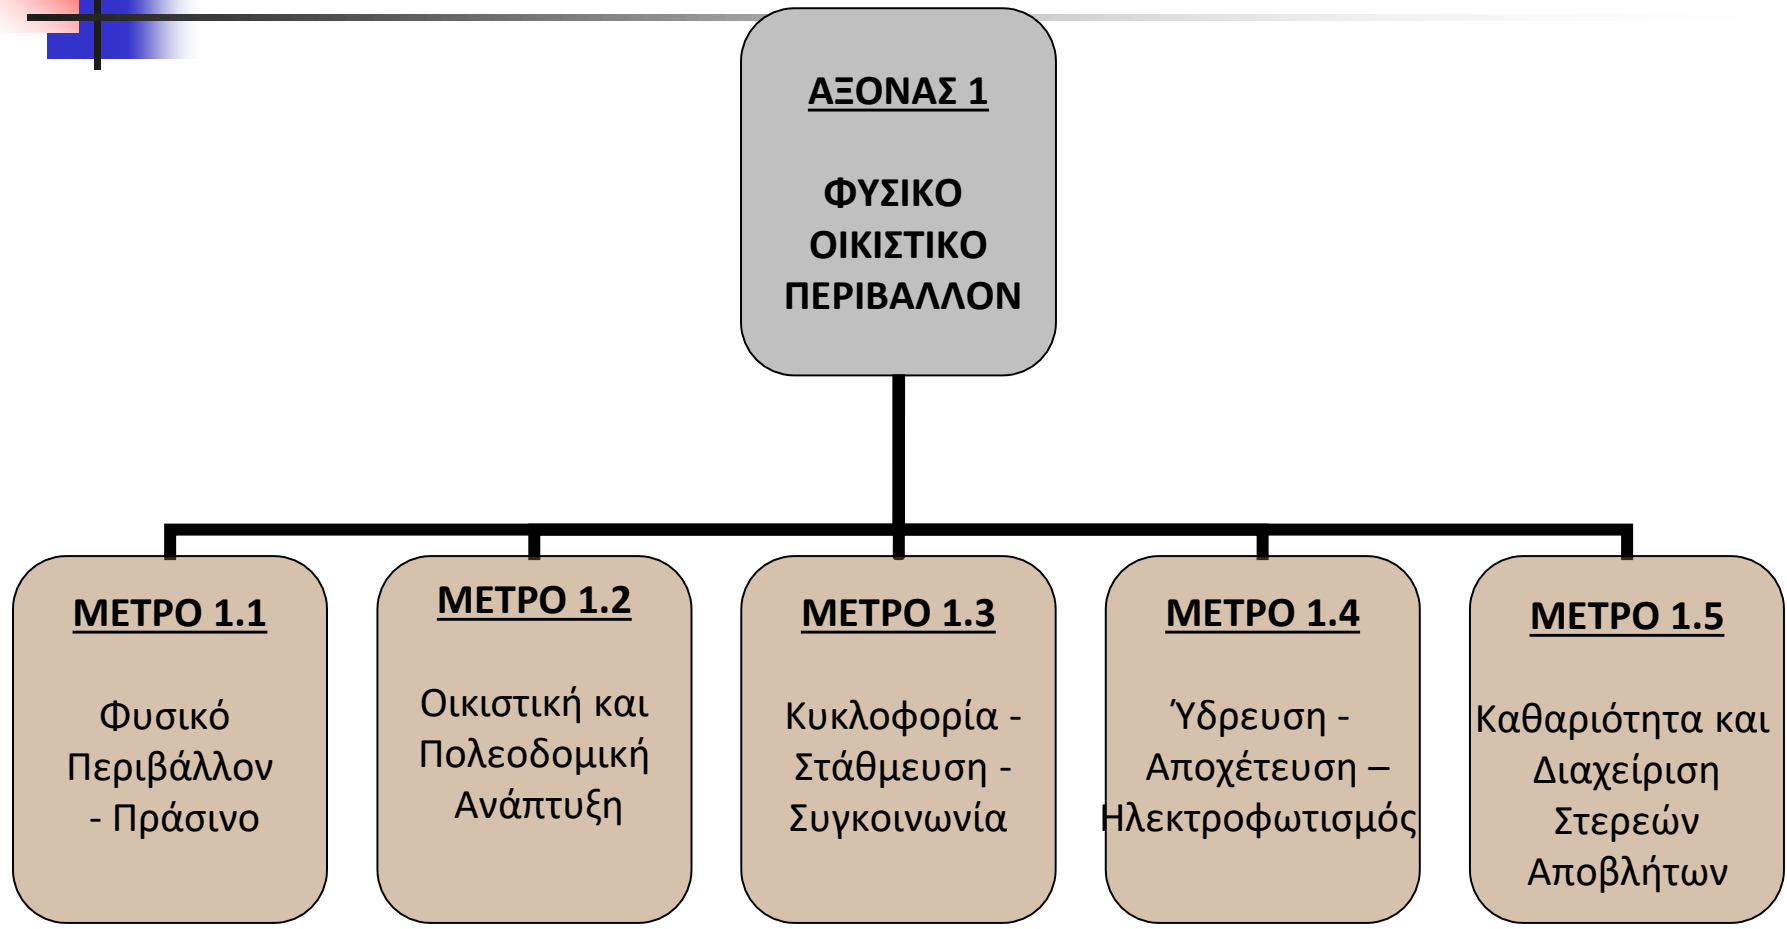 ΑΞΟΝΑΣ 1
ΦΥΣΙΚΟ
ΟΙΚΙΣΤΙΚΟ
ΠΕΡΙΒΑΛΛΟΝ
ΜΕΤΡΟ 1.1
Φυσικό
Περιβάλλον
- Πράσινο
ΜΕΤΡΟ 1.2
Οικιστική και
Πολεοδομική
Ανάπτυξη
ΜΕΤΡΟ 1.3
Κυκλοφορία -
Στάθμευση -
Συγκοινωνία
ΜΕΤΡΟ 1.4
Ύδρευση -
Αποχέτευση –
Ηλεκτροφωτισμός
ΜΕΤΡΟ 1.5
Καθαριότητα και
Διαχείριση
Στερεών
Αποβλήτων